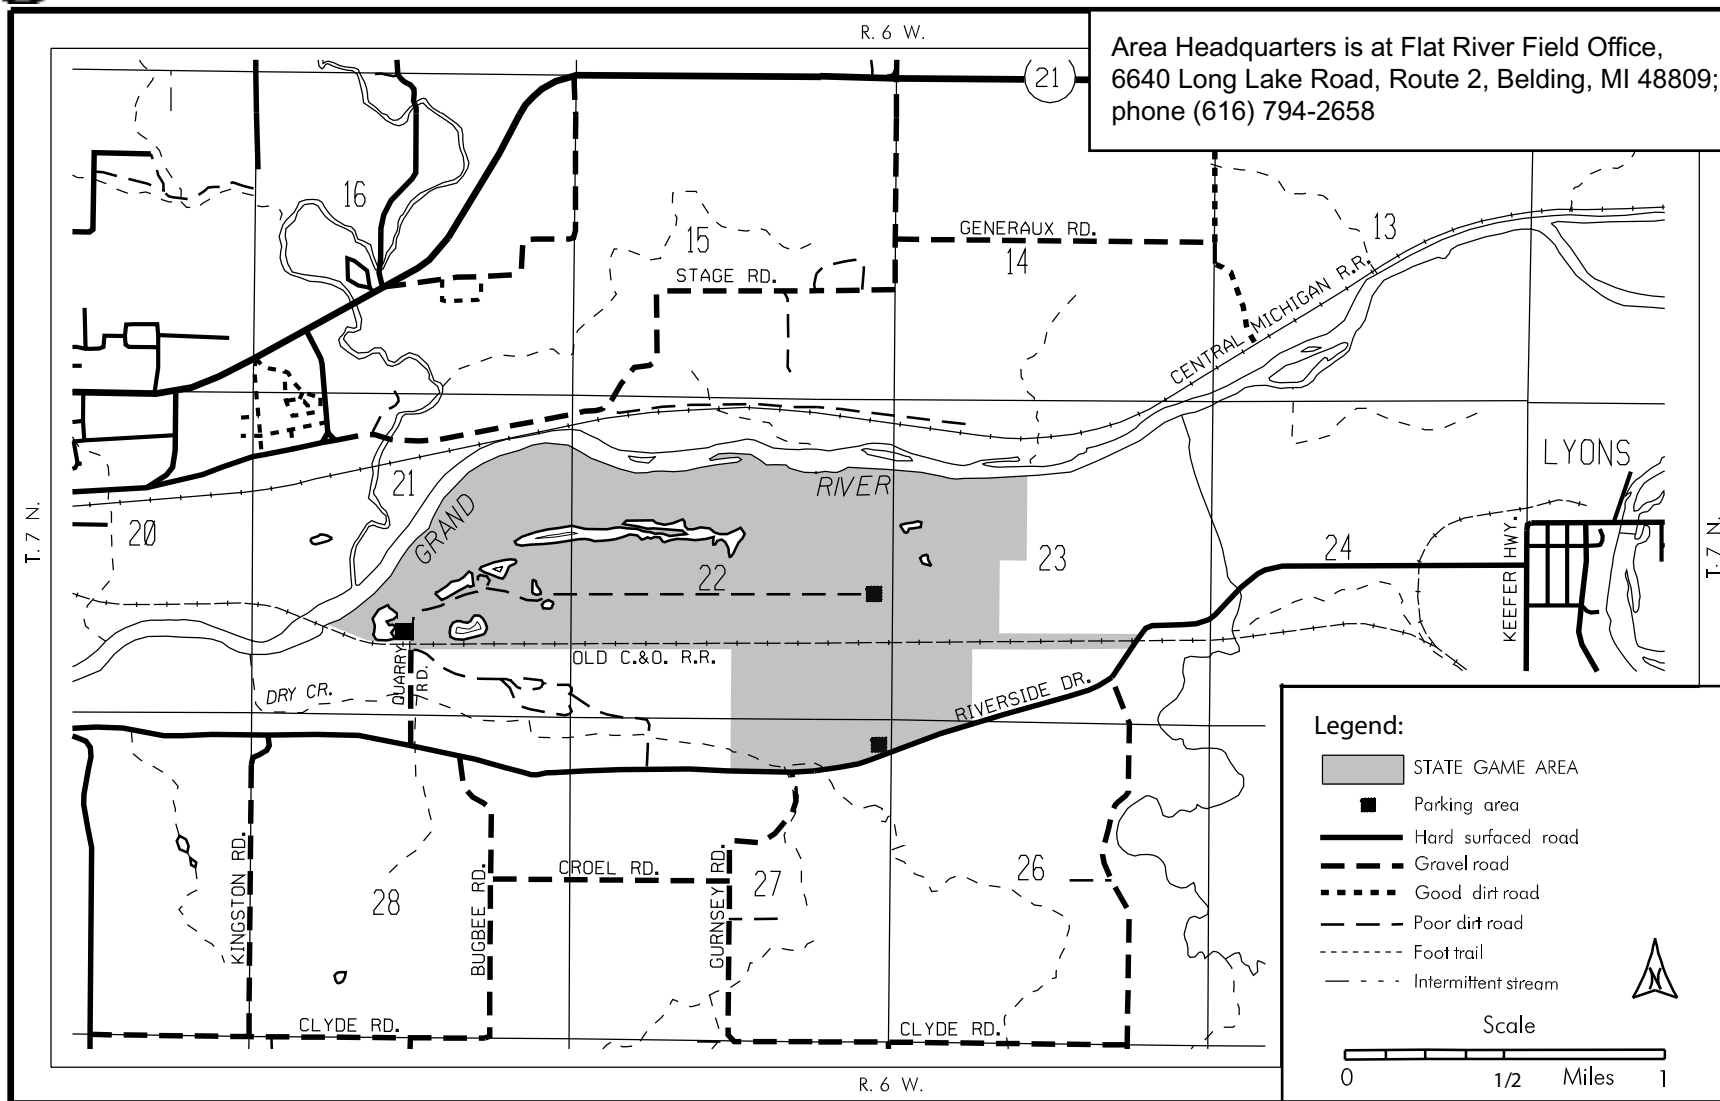 R. 6 W.
Area Headquarters is at Flat River Field Office,
6640 Long Lake Road, Route 2, Belding, MI 48809;
phone (616) 794-2658
21
16
15
GENERAUX RD.
14
13
STAGE RD.
CENTRAL MICHIGAN R.R.
LYONS
21
GRAND
RIVER
T. 7 N.
20
22
23
24
KEEFER HWY.
T. 7 N.
OLD C.&O. R.R.
QUARRY
RD.
DRY CR.
RIVERSIDE DR.
KINGSTON RD.
28
BUGBEE RD.
CROEL RD.
GURNSEY RD.
27
26
CLYDE RD.
CLYDE RD.
R. 6 W.
Legend:
STATE GAME AREA
Parking area
Hard surfaced road
Gravel road
Good dirt road
Poor dirt road
Foot trail
Intermittent stream
N
Scale
0 1/2 Miles 1